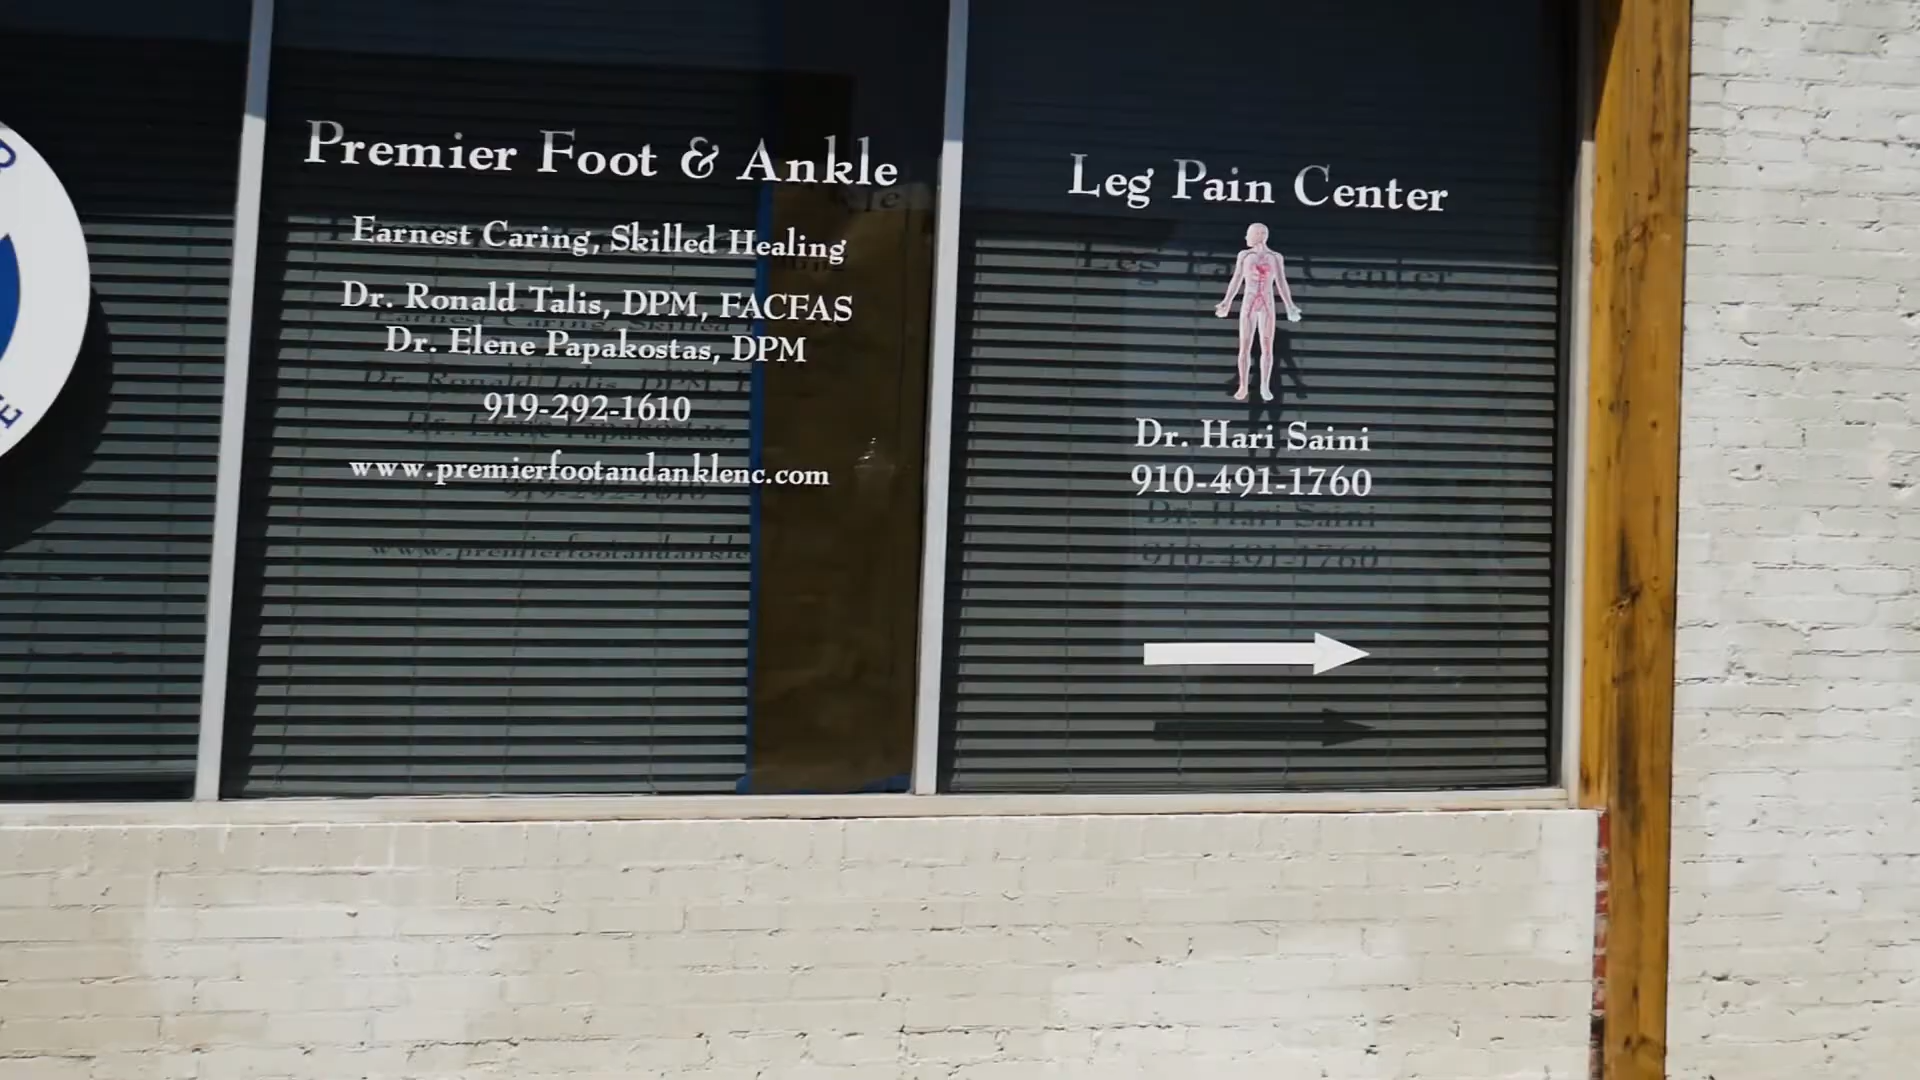 Premier Foot & Ankle
Earnest Caring, Skilled Healing
Dr. Ronald Talis, DPM, FACFAS
Dr. Elene Papakostas, DPM
919-292-1610
www.premierfootandanklenc.com
Leg Pain Center
Dr. Hari Saini
910-491-1760